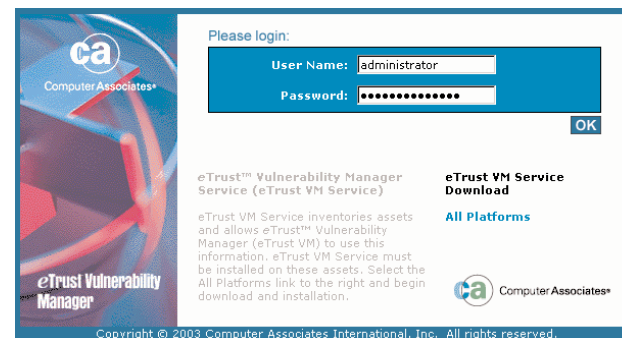 ca
Computer Associates®
eTrust Vulnerability
Manager
Please login:
User Name: administrator
Password: ●●●●●●●●●●●●●●
OK
eTrust™ Vulnerability Manager
Service (eTrust VM Service)
eTrust VM Service inventories assets
and allows eTrust™ Vulnerability
Manager (eTrust VM) to use this
information. eTrust VM Service must
be installed on these assets. Select the
All Platforms link to the right and begin
download and installation.
eTrust VM Service
Download
All Platforms
ca Computer Associates®
Copyright © 2003 Computer Associates International, Inc. All rights reserved.